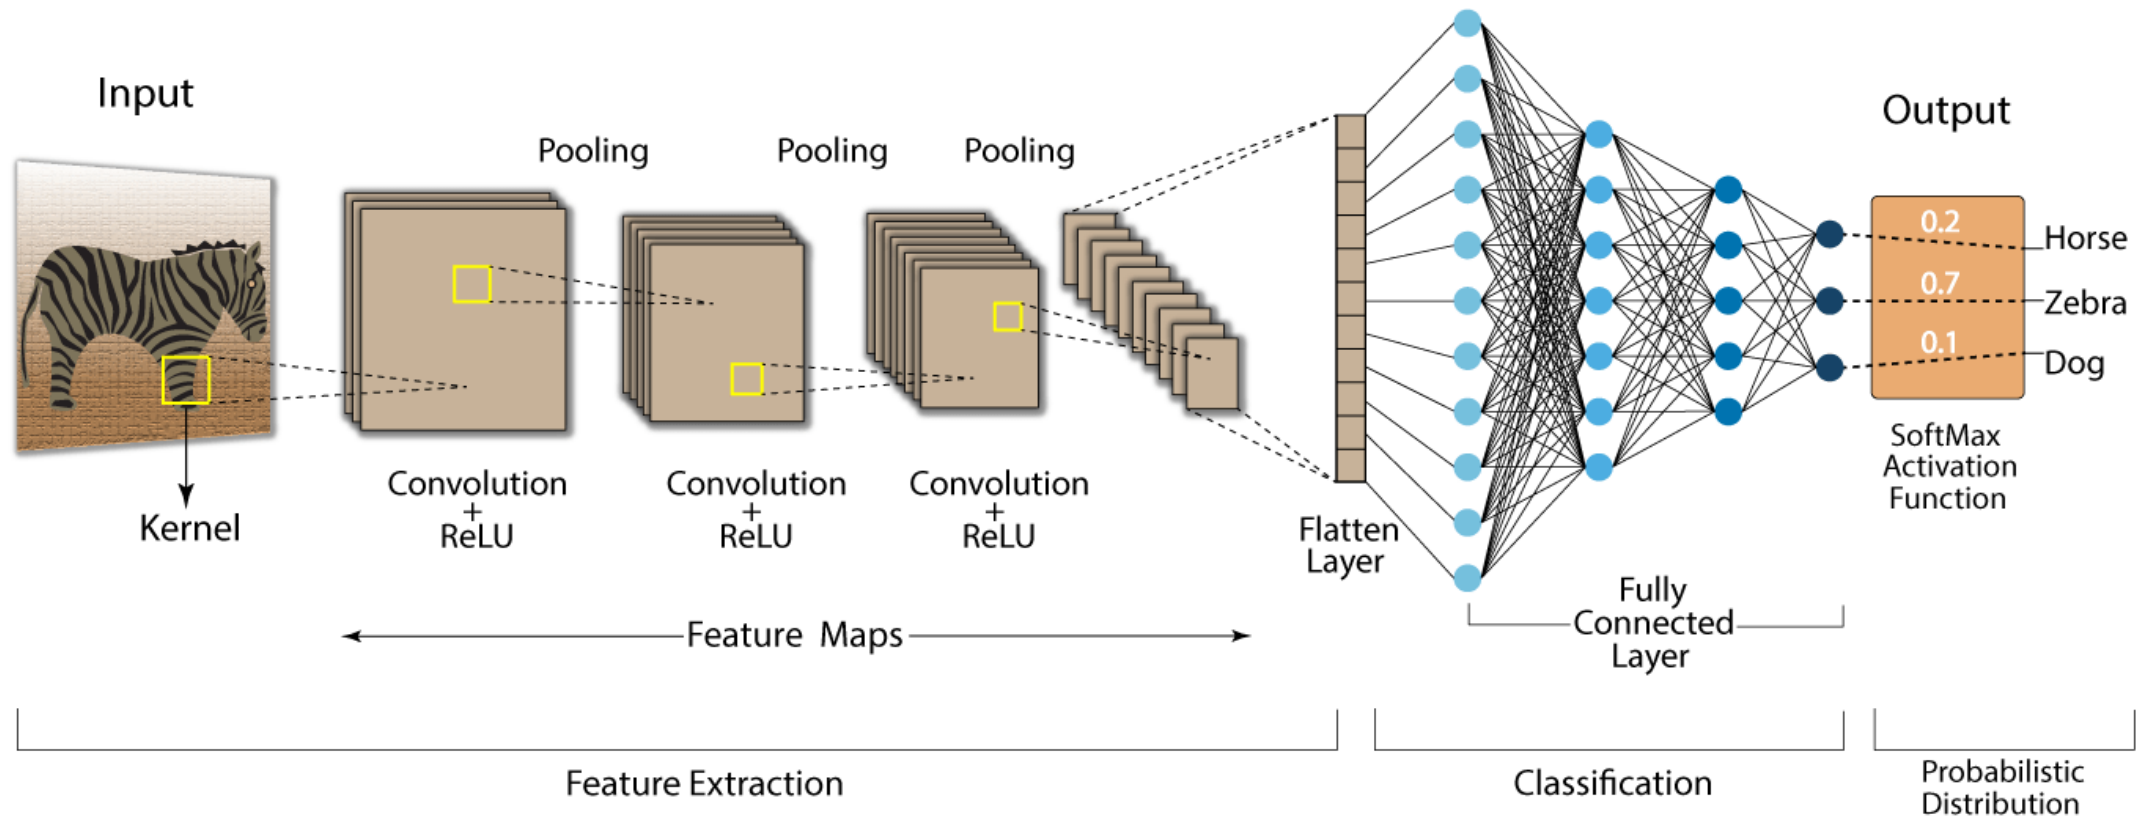 Input
Pooling
Pooling
Pooling
Output
0.2
Horse
0.7
Zebra
0.1
Dog
SoftMax
Activation
Function
Convolution
+
ReLU
Convolution
+
ReLU
Convolution
+
ReLU
Kernel
Flatten
Layer
Fully
Connected
Layer
Feature Maps
Feature Extraction
Classification
Probabilistic
Distribution